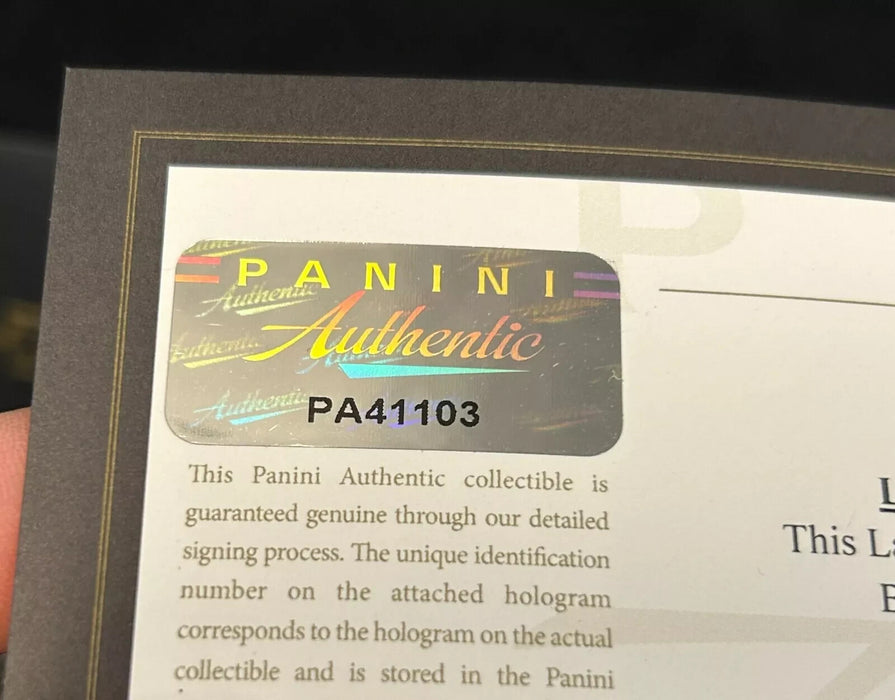 PANINI
Authentic
PA41103
This Panini Authentic collectible is
guaranteed genuine through our detailed
signing process. The unique identification
number on the attached hologram
corresponds to the hologram on the actual
collectible and is stored in the Panini
This